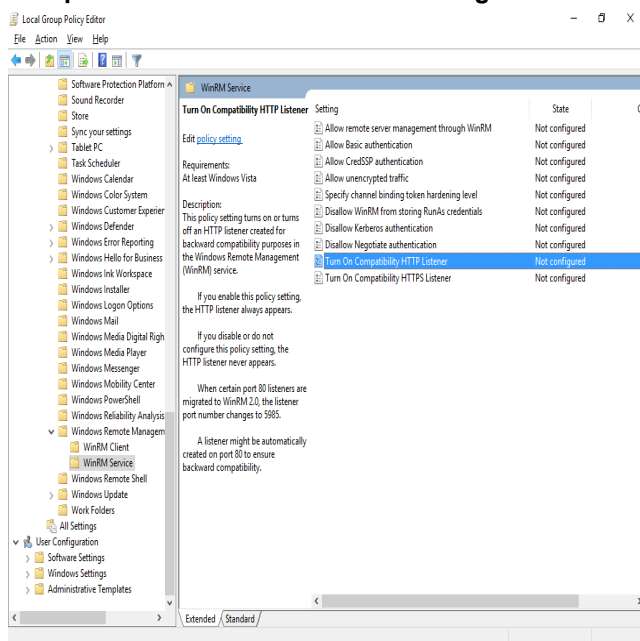 Local Group Policy Editor
File Action View Help
Software Protection Platform
Sound Recorder
Store
Sync your settings
Tablet PC
Task Scheduler
Windows Calendar
Windows Color System
Windows Customer Experier
Windows Defender
Windows Error Reporting
Windows Hello for Business
Windows Ink Workspace
Windows Installer
Windows Logon Options
Windows Mail
Windows Media Digital Righ
Windows Media Player
Windows Messenger
Windows Mobility Center
Windows PowerShell
Windows Reliability Analysis
Windows Remote Managem
WinRM Client
WinRM Service
Windows Remote Shell
Windows Update
Work Folders
All Settings
User Configuration
Software Settings
Windows Settings
Administrative Templates
WinRM Service
Turn On Compatibility HTTP Listener
Edit policy setting
Requirements:
At least Windows Vista
Description:
This policy setting turns on or turns
off an HTTP listener created for
backward compatibility purposes in
the Windows Remote Management
(WinRM) service.
If you enable this policy setting,
the HTTP listener always appears.
If you disable or do not
configure this policy setting, the
HTTP listener never appears.
When certain port 80 listeners are
migrated to WinRM 2.0, the listener
port number changes to 5985.
A listener might be automatically
created on port 80 to ensure
backward compatibility.
Setting State
Allow remote server management through WinRM Not configured
Allow Basic authentication Not configured
Allow CredSSP authentication Not configured
Allow unencrypted traffic Not configured
Specify channel binding token hardening level Not configured
Disallow WinRM from storing RunAs credentials Not configured
Disallow Kerberos authentication Not configured
Disallow Negotiate authentication Not configured
Turn On Compatibility HTTP Listener Not configured
Turn On Compatibility HTTPS Listener Not configured
Extended Standard